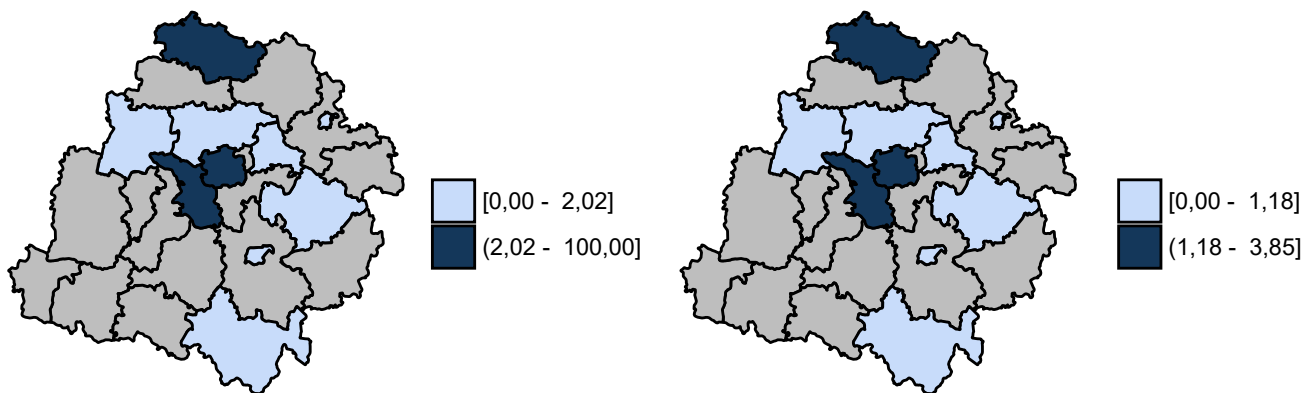 [0,00 - 2,02]
(2,02 - 100,00]
[0,00 - 1,18]
(1,18 - 3,85]